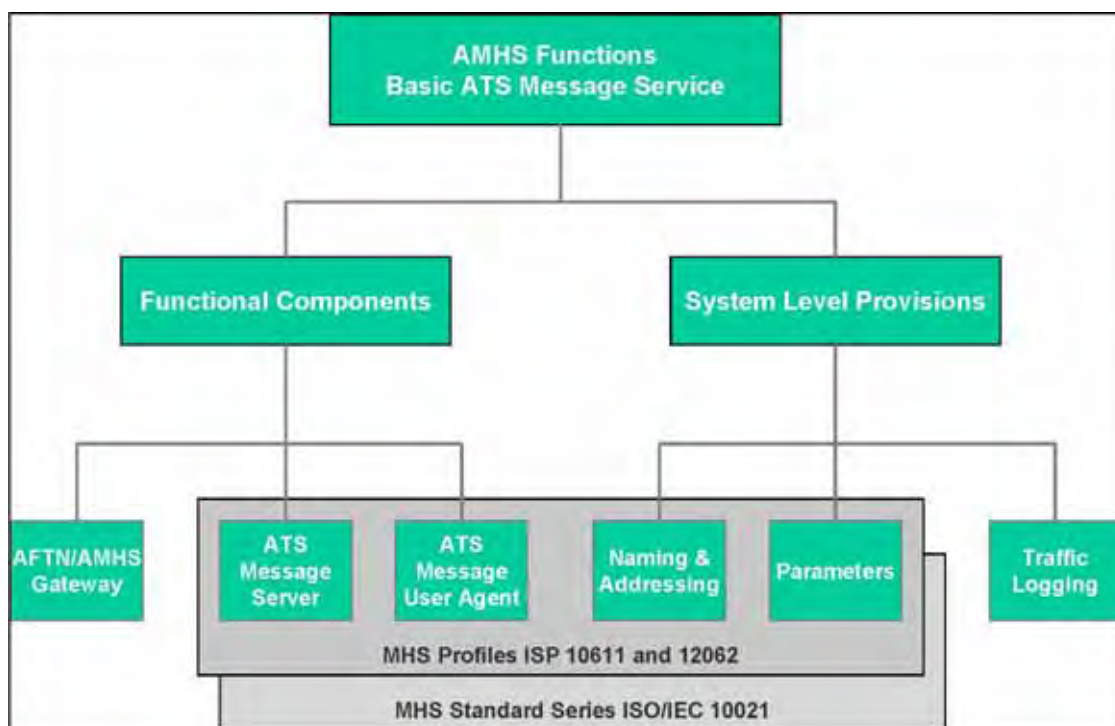 AMHS Functions
Basic ATS Message Service
Functional Components
System Level Provisions
AFTN/AMHS
Gateway
ATS
Message
Server
ATS
Message
User Agent
Naming &
Addressing
Parameters
Traffic
Logging
MHS Profiles ISP 10611 and 12062
MHS Standard Series ISO/IEC 10021